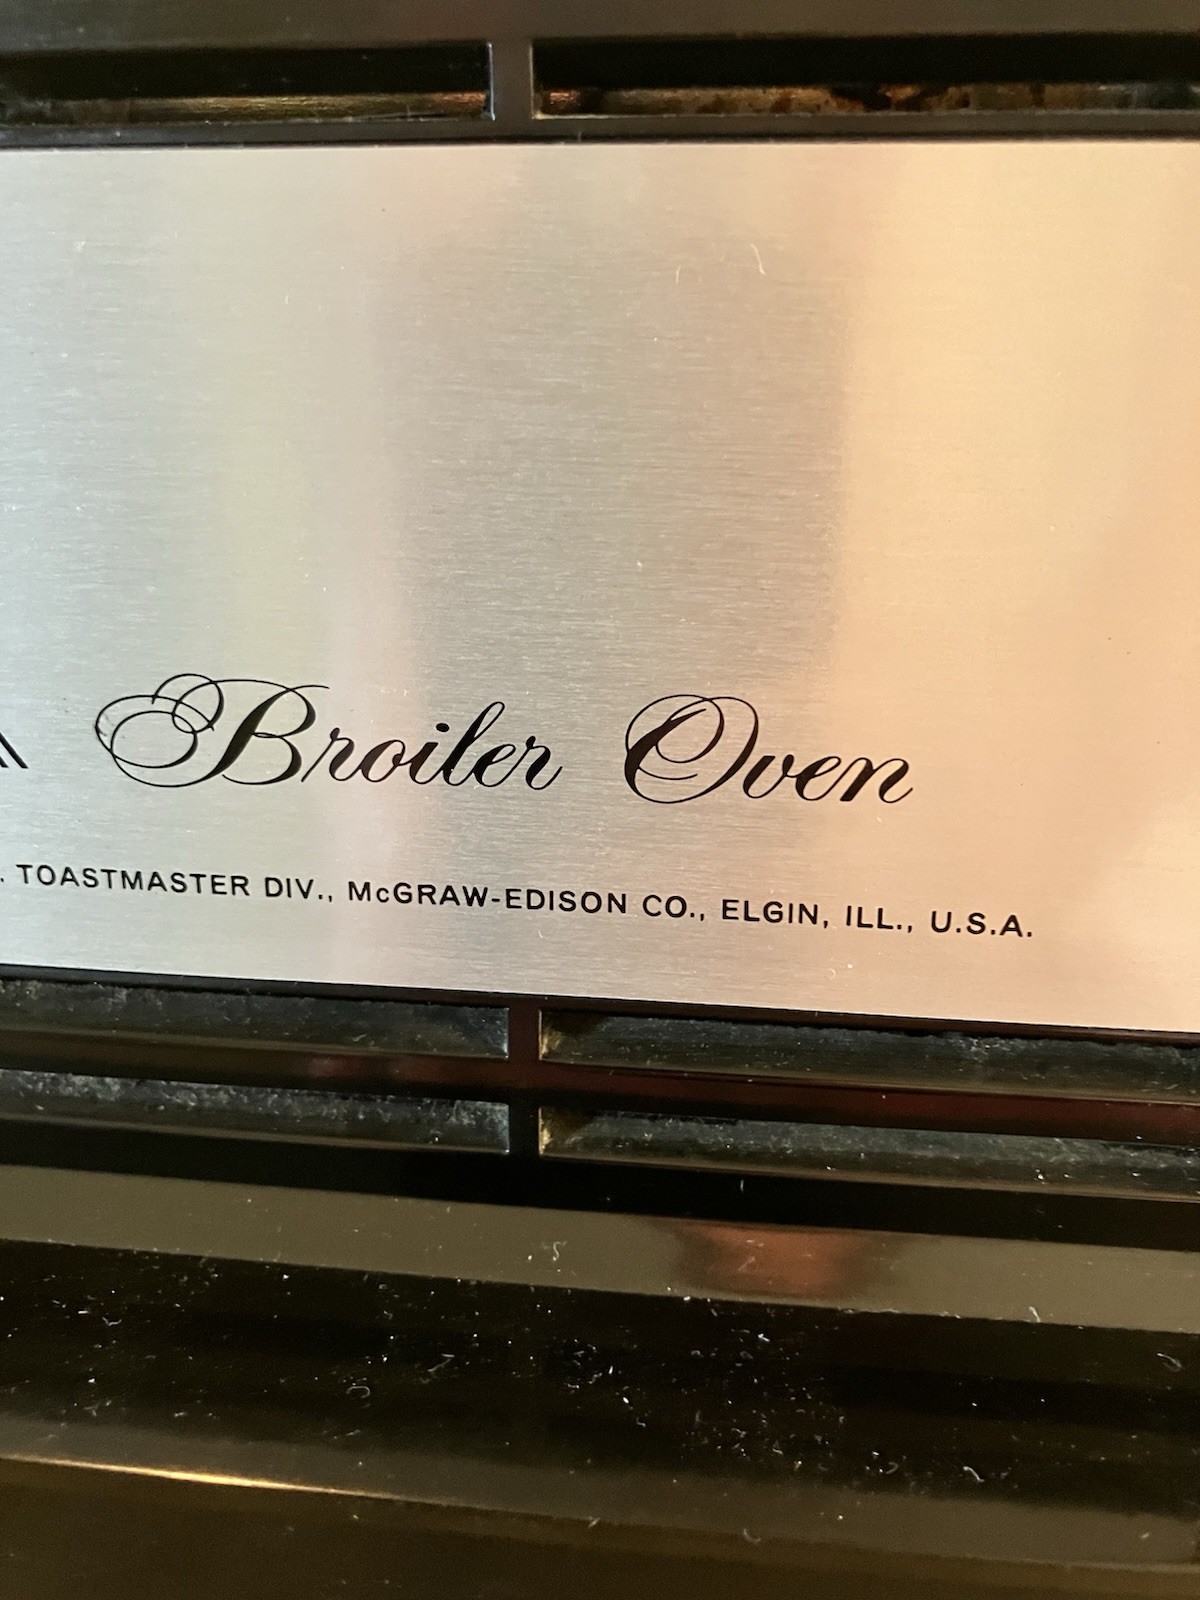 Broiler Oven
. TOASTMASTER DIV., McGRAW-EDISON CO., ELGIN, ILL., U.S.A.